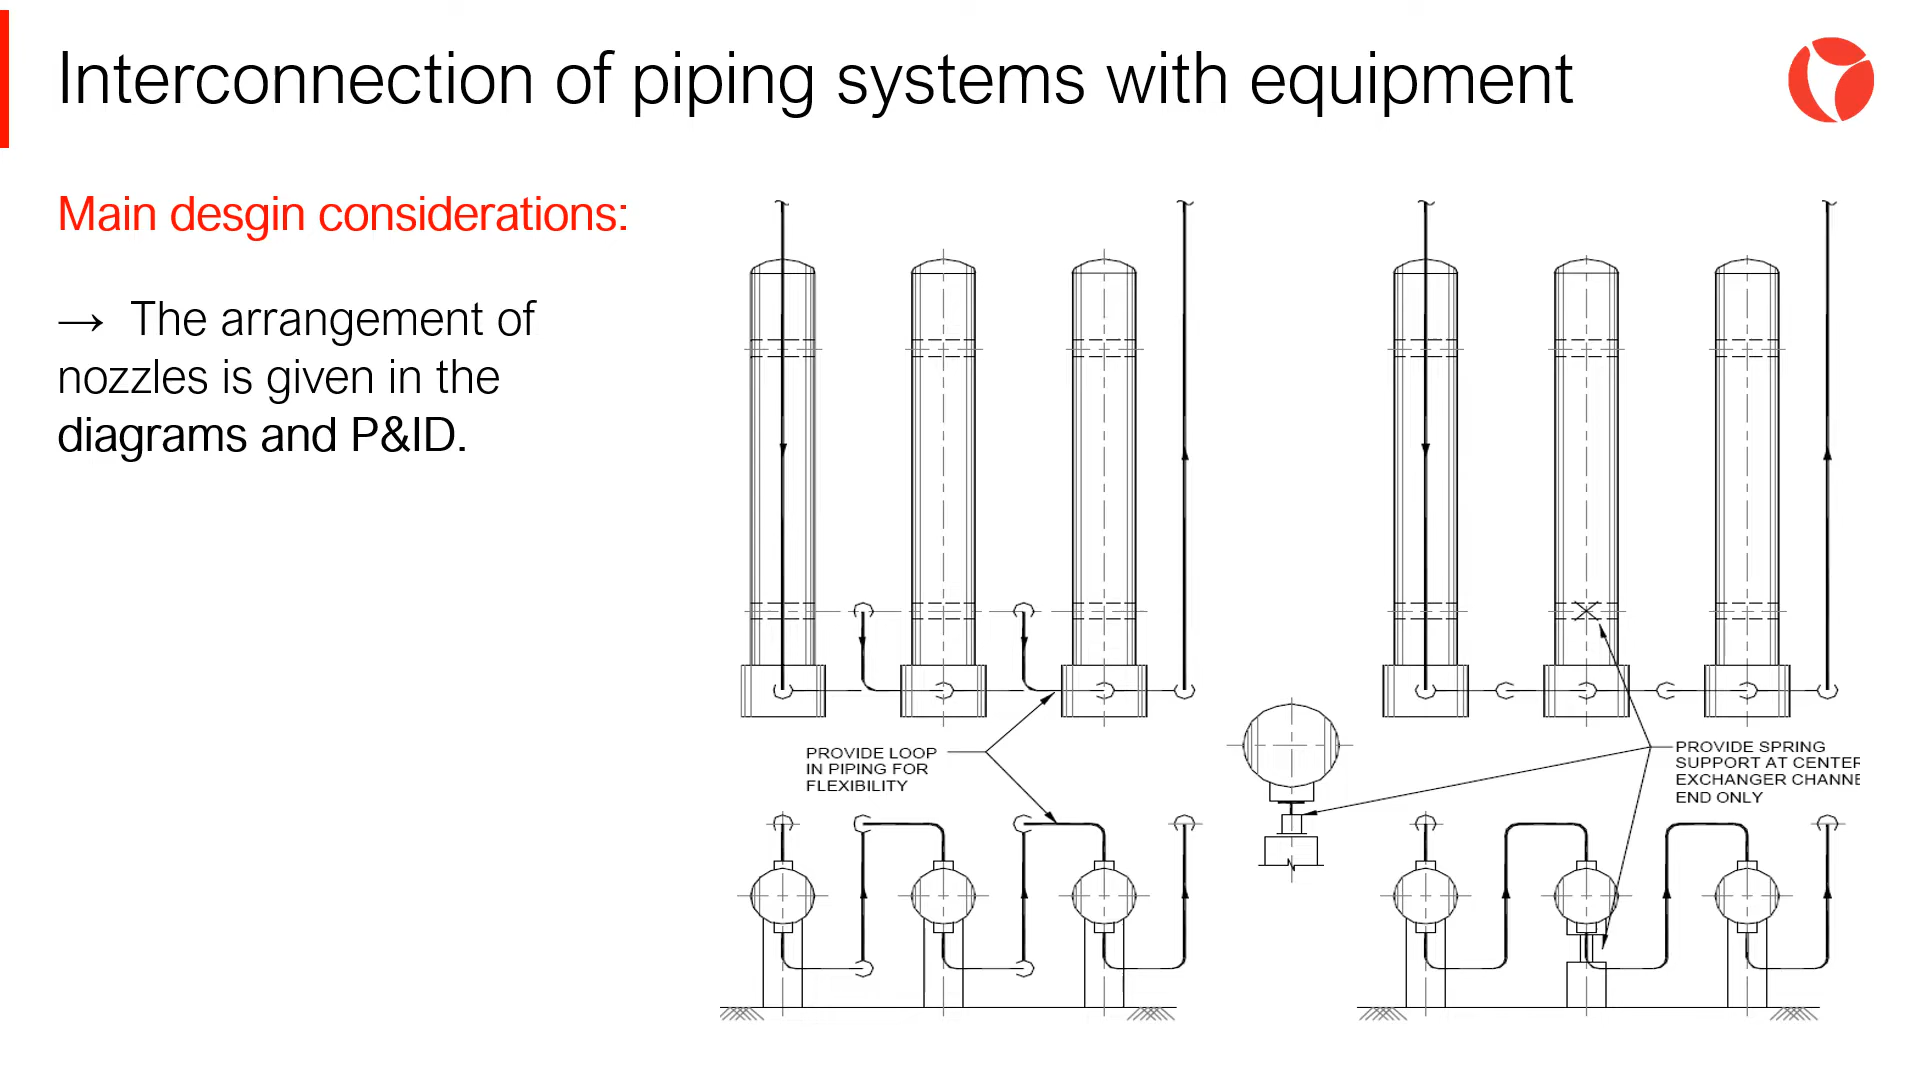 Interconnection of piping systems with equipment
Main desgin considerations:
→ The arrangement of
nozzles is given in the
diagrams and P&ID.
PROVIDE LOOP
IN PIPING FOR
FLEXIBILITY
PROVIDE SPRING
SUPPORT AT CENTER
EXCHANGER CHANNE
END ONLY